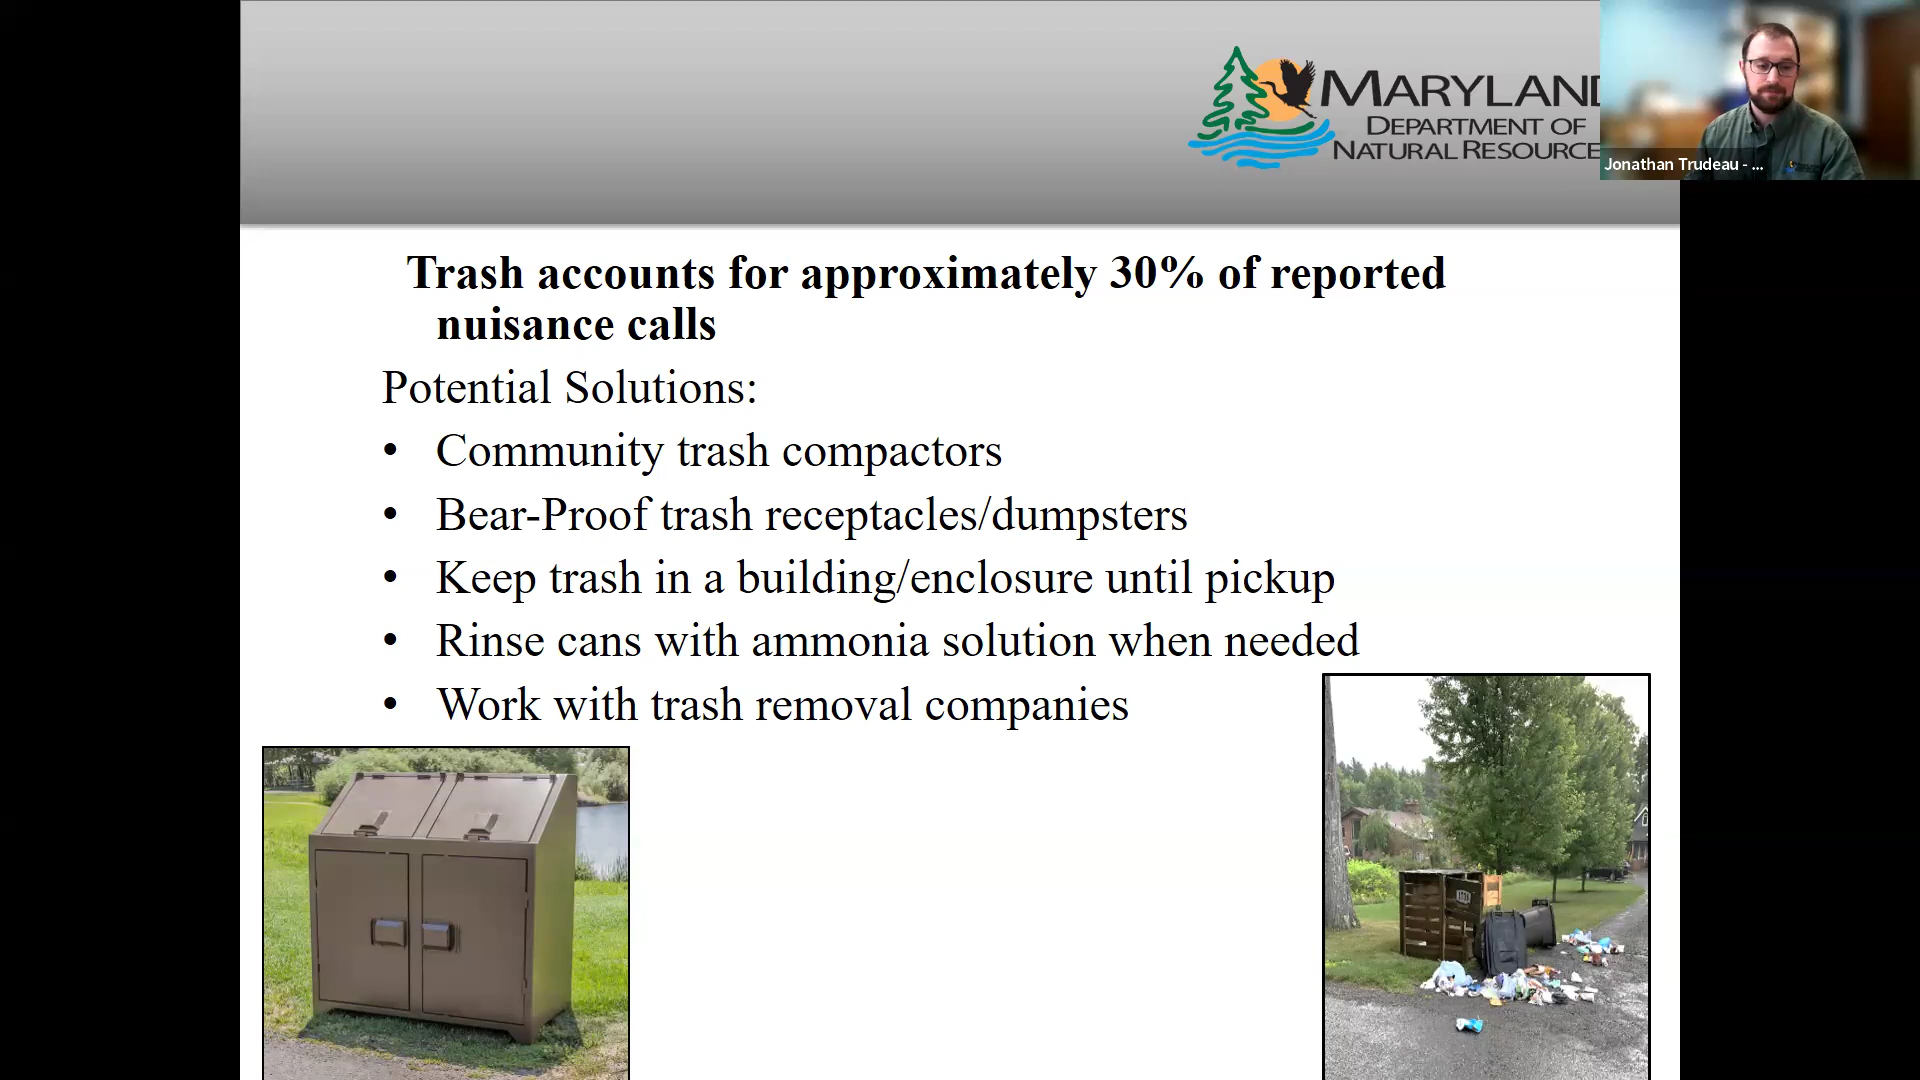 MARYLAND
DEPARTMENT OF
NATURAL RESOURCE
Jonathan Trudeau - ...
Trash accounts for approximately 30% of reported
nuisance calls
Potential Solutions:
• Community trash compactors
• Bear-Proof trash receptacles/dumpsters
• Keep trash in a building/enclosure until pickup
• Rinse cans with ammonia solution when needed
• Work with trash removal companies